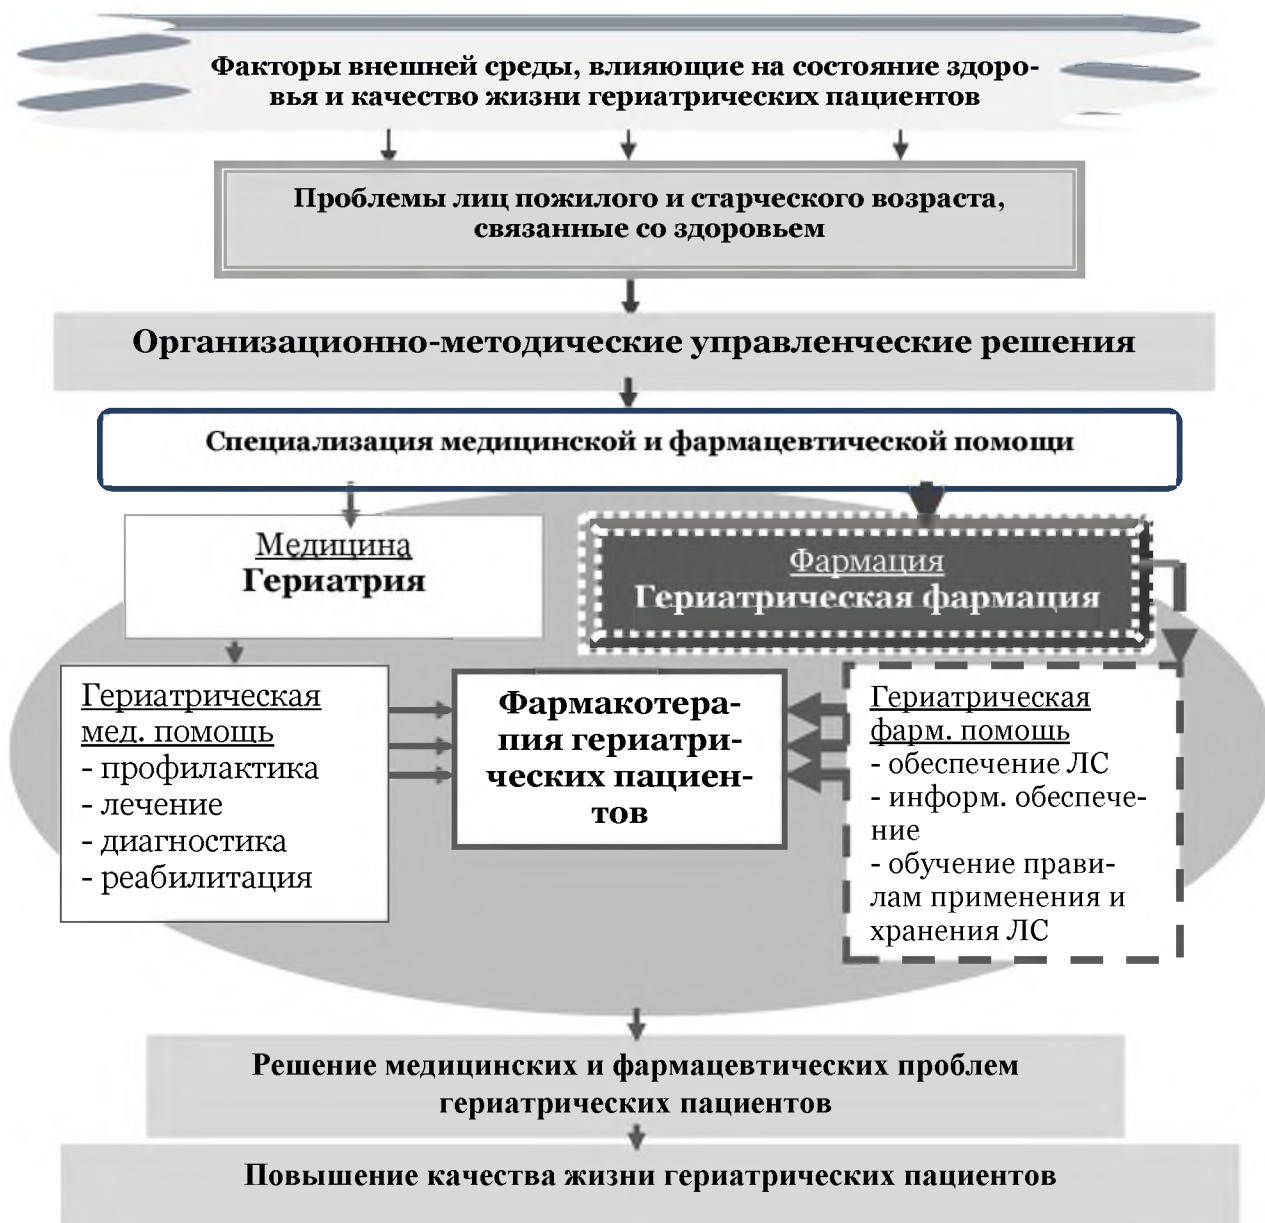 Факторы внешней среды, влияющие на состояние здоро-
вья и качество жизни гериатрических пациентов
Проблемы лиц пожилого и старческого возраста,
связанные со здоровьем
Организационно-методические управленческие решения
Специализация медицинской и фармацевтической помощи
Медицина
Гериатрия
Фармация
Гериатрическая фармация
Гериатрическая
мед. помощь
- профилактика
- лечение
- диагностика
- реабилитация
Фармакотера-
пия гериатри-
ческих пациен-
тов
Гериатрическая
фарм. помощь
- обеспечение ЛС
- информ. обеспече-
ние
- обучение прави-
лам применения и
хранения ЛС
Решение медицинских и фармацевтических проблем
гериатрических пациентов
Повышение качества жизни гериатрических пациентов